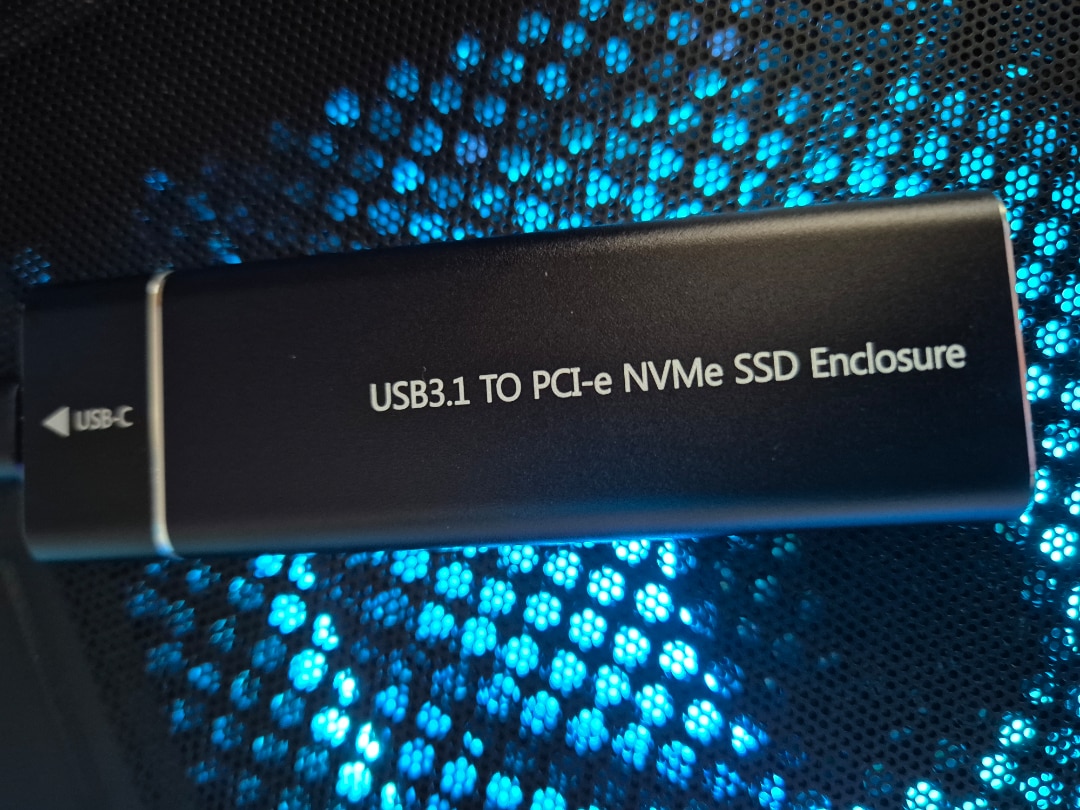 ◀ USB-C
USB3.1 TO PCI-e NVMe SSD Enclosure